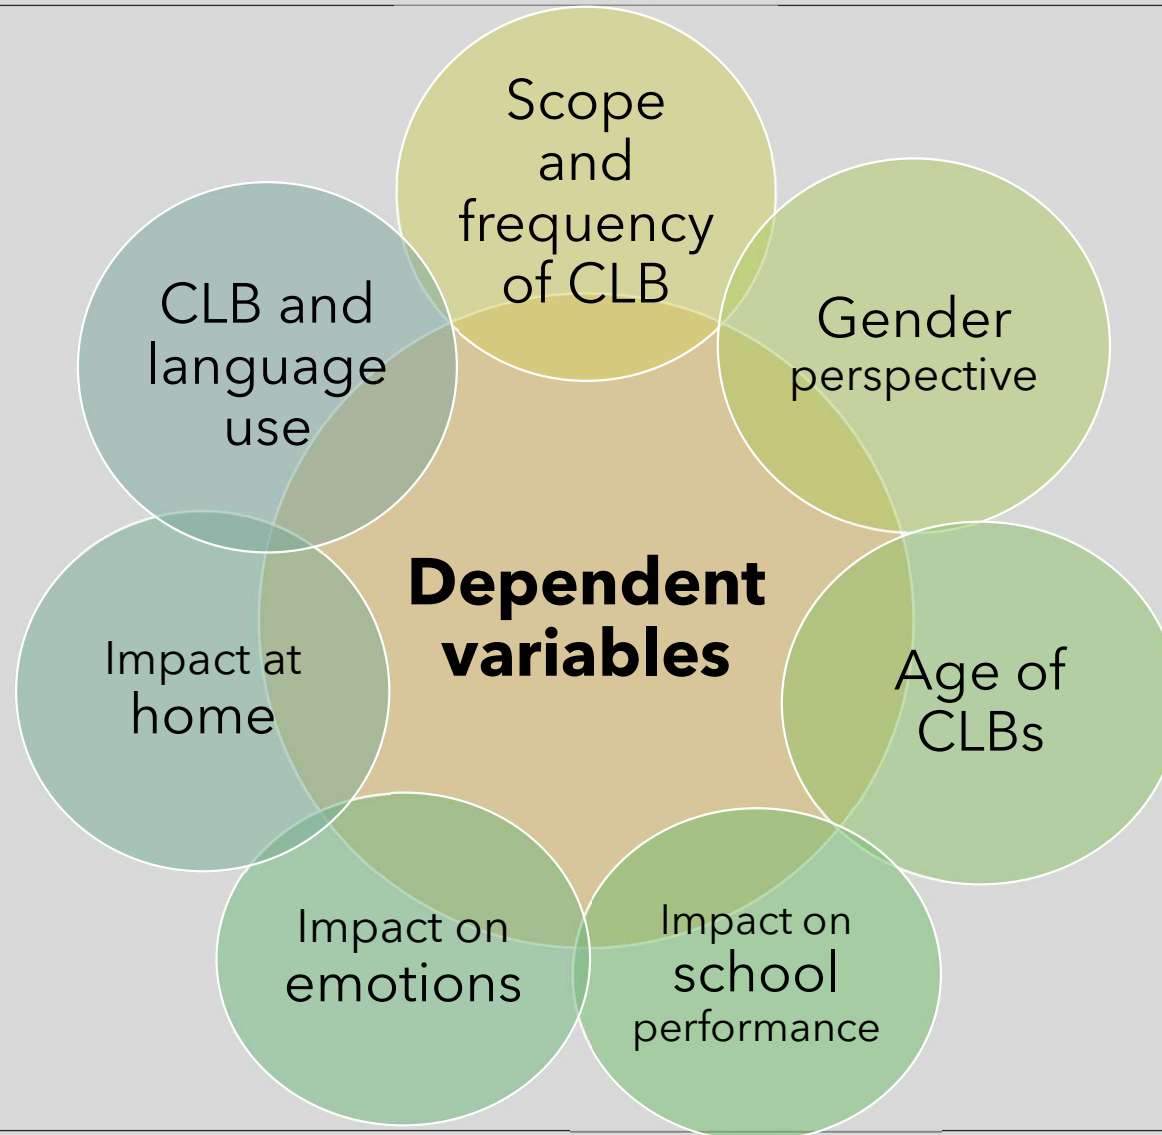 Scope
and
frequency
of CLB
Gender
perspective
Age of
CLBs
Impact on
school
performance
Impact on
emotions
Impact at
home
CLB and
language
use
Dependent
variables